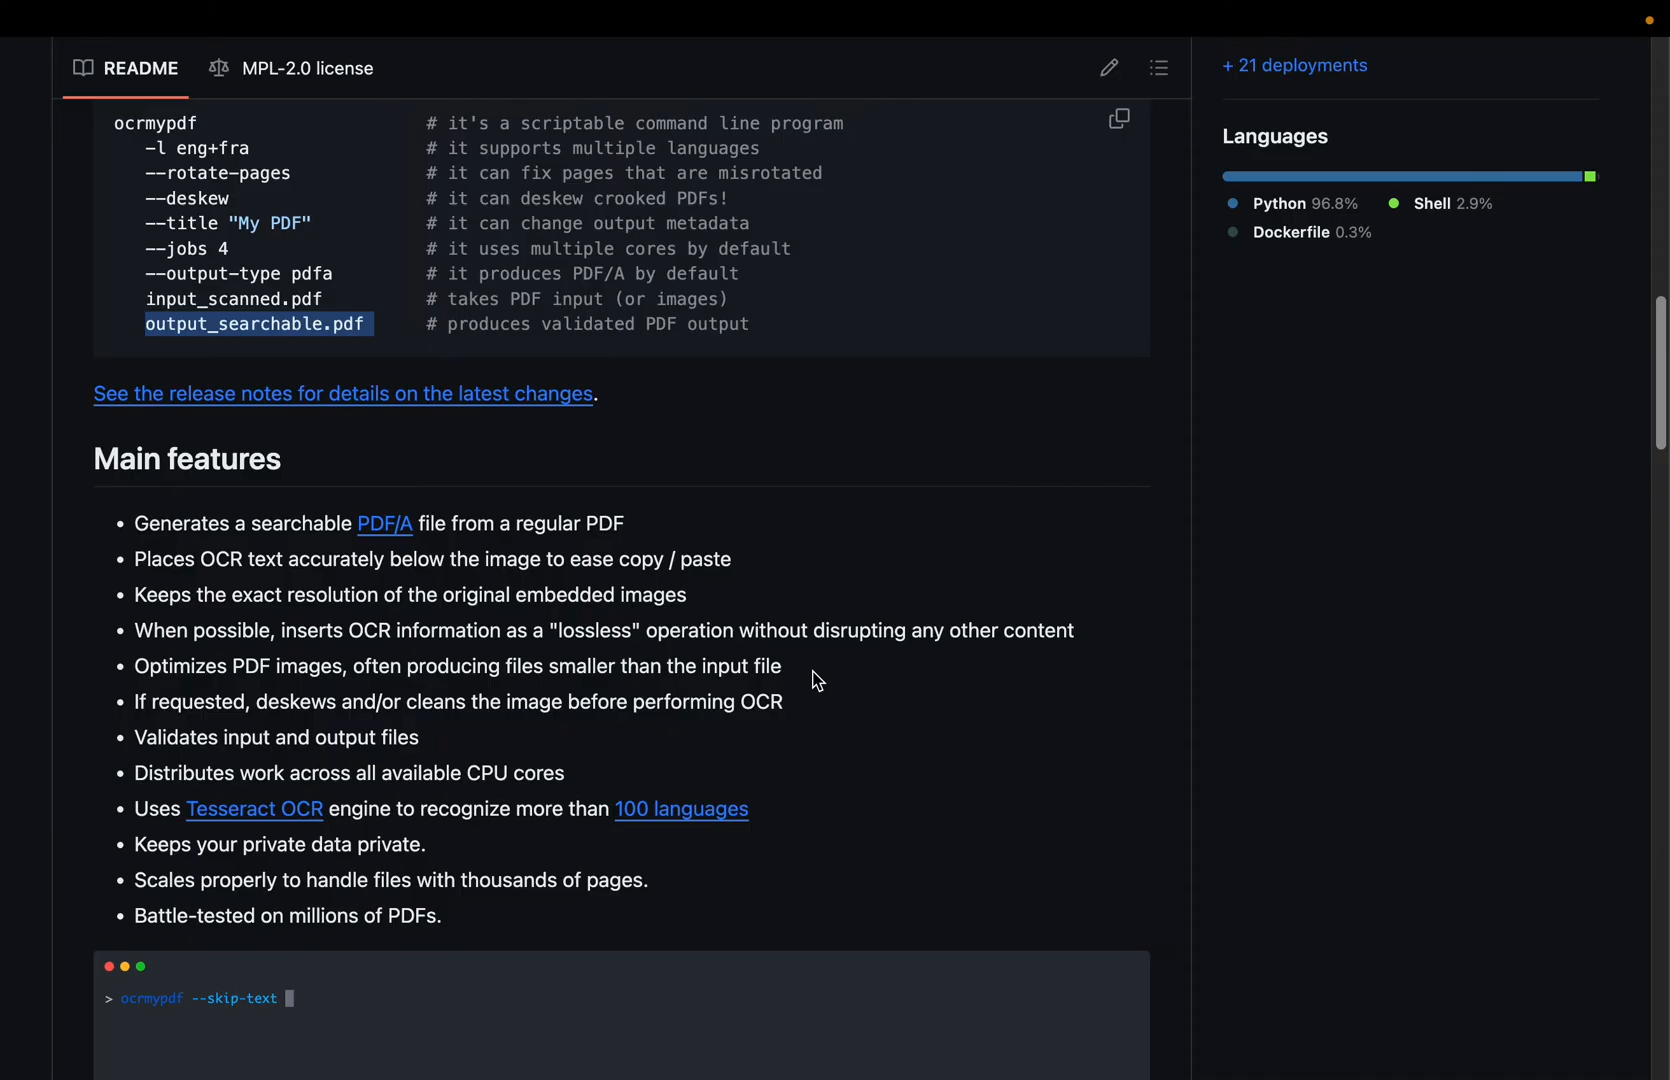 README
MPL-2.0 license
+ 21 deployments
ocrmypdf # it's a scriptable command line program
-l eng+fra # it supports multiple languages
--rotate-pages # it can fix pages that are misrotated
--deskew # it can deskew crooked PDFs!
--title "My PDF" # it can change output metadata
--jobs 4 # it uses multiple cores by default
--output-type pdfa # it produces PDF/A by default
input_scanned.pdf # takes PDF input (or images)
output_searchable.pdf # produces validated PDF output
Languages
Python 96.8%
Shell 2.9%
Dockerfile 0.3%
See the release notes for details on the latest changes.
Main features
• Generates a searchable PDF/A file from a regular PDF
• Places OCR text accurately below the image to ease copy / paste
• Keeps the exact resolution of the original embedded images
• When possible, inserts OCR information as a "lossless" operation without disrupting any other content
• Optimizes PDF images, often producing files smaller than the input file
• If requested, deskews and/or cleans the image before performing OCR
• Validates input and output files
• Distributes work across all available CPU cores
• Uses Tesseract OCR engine to recognize more than 100 languages
• Keeps your private data private.
• Scales properly to handle files with thousands of pages.
• Battle-tested on millions of PDFs.
> ocrmypdf --skip-text